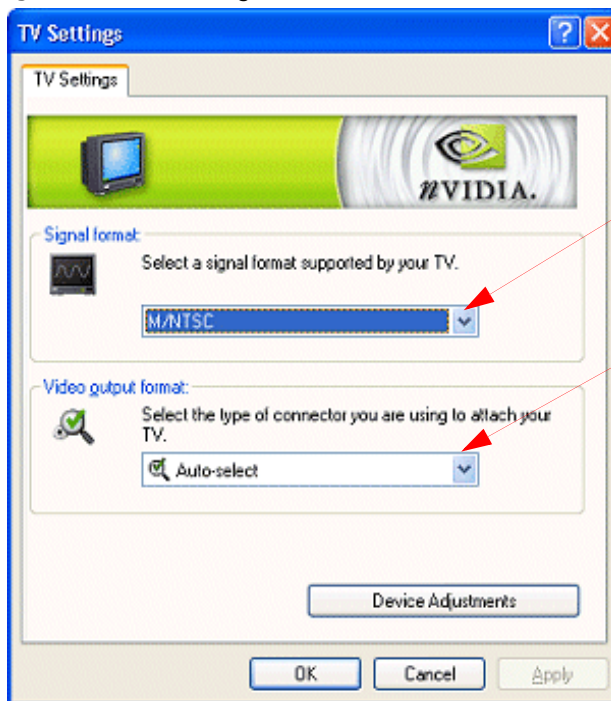 TV Settings
TV Settings
NVIDIA.
Signal format:
Select a signal format supported by your TV.
M/NTSC
Video output format:
Select the type of connector you are using to attach your
TV.
Auto-select
Device Adjustments
OK
Cancel
Apply